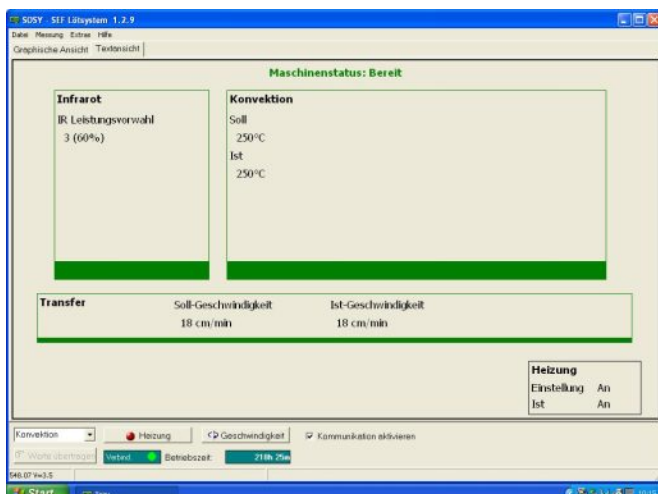 SOSY - SEF Lötsystem 1.2.9
Datei Messung Extras Hilfe
Graphische Ansicht Textansicht
Maschinenstatus: Bereit
Infrarot
IR Leistungsvorwahl
3 (60%)
Konvektion
Soll
250°C
Ist
250°C
Transfer
Soll-Geschwindigkeit Ist-Geschwindigkeit
18 cm/min 18 cm/min
Heizung
Einstellung An
Ist An
Konvektion Heizung Geschwindigkeit Kommunikation aktivieren
Werte übertragen Verbind. Betriebszeit: 218h 25m
V=3.5
Start